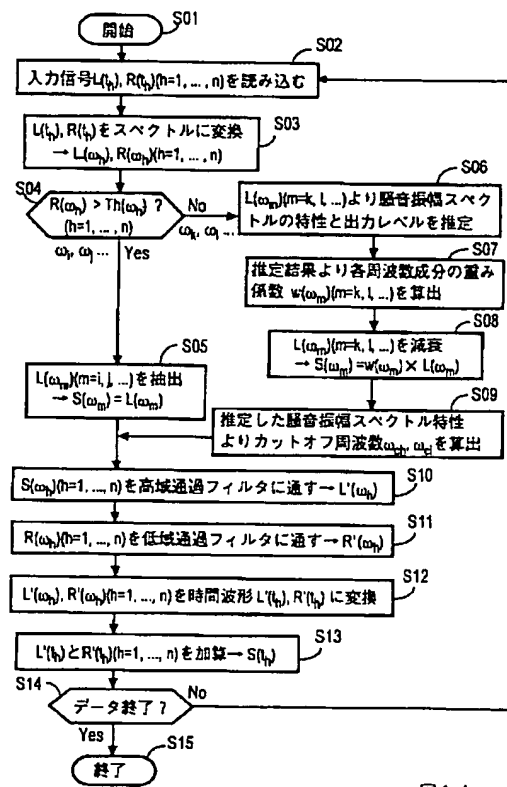 開始
S01
S02
入力信号L(tₕ), R(tₕ)(h=1, ..., n)を読み込む
S03
L(tₕ), R(tₕ)をスペクトルに変換
→ L(ωₕ), R(ωₕ)(h=1, ..., n)
S04
R(ωₕ) > Th(ωₕ) ?
(h=1, ..., n)
No
ωₖ, ωₗ ...
ωᵢ, ωⱼ ...
Yes
S06
L(ωₘ)(m=k, l, ...)より騒音振幅スペク
トルの特性と出力レベルを推定
S07
推定結果より各周波数成分の重み
係数 w(ωₘ)(m=k, l, ...)を算出
S08
L(ωₘ)(m=k, l, ...)を減衰
→ S(ωₘ) =w(ωₘ) × L(ωₘ)
S05
L(ωₘ)(m=i, j, ...)を抽出
→ S(ωₘ) = L(ωₘ)
S09
推定した騒音振幅スペクトル特性
よりカットオフ周波数ω_ch, ω_clを算出
S10
S(ωₕ)(h=1, ..., n)を高域通過フィルタに通す→ L'(ωₕ)
S11
R(ωₕ)(h=1, ..., n)を低域通過フィルタに通す→ R'(ωₕ)
S12
L'(ωₕ), R'(ωₕ)(h=1, ..., n)を時間波形 L'(tₕ), R'(tₕ) に変換
S13
L'(tₕ)とR'(tₕ)(h=1, ..., n)を加算→ S(tₕ)
S14
データ終了 ?
No
Yes
S15
終了